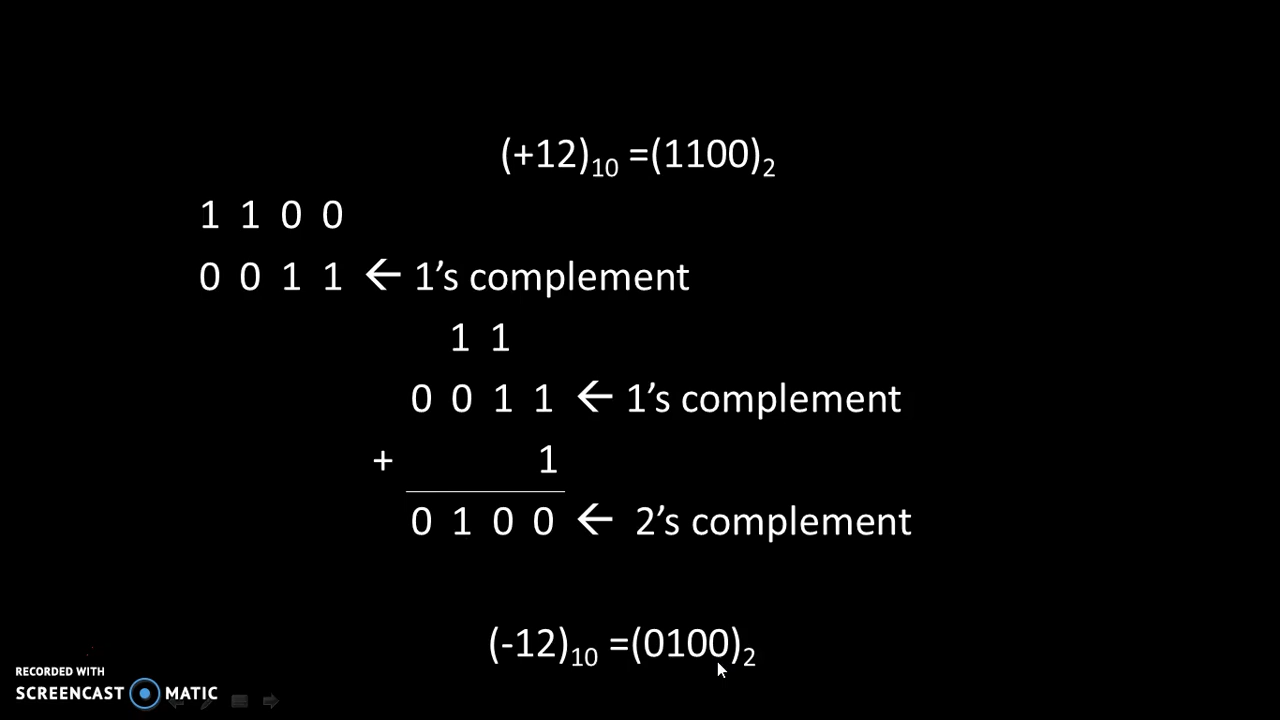 (+12)10 =(1100)2
1 1 0 0
0 0 1 1 ← 1’s complement
1 1
0 0 1 1 ← 1’s complement
+ 1
0 1 0 0 ← 2’s complement
(-12)10 =(0100)2
RECORDED WITH
SCREENCAST MATIC